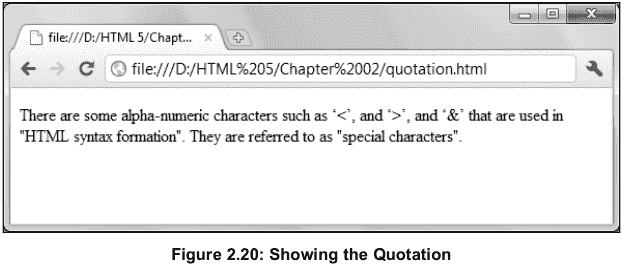 file:///D:/HTML 5/Chapt...
file:///D:/HTML%205/Chapter%2002/quotation.html
There are some alpha-numeric characters such as ‘<’, and ‘>’, and ‘&’ that are used in
"HTML syntax formation". They are referred to as "special characters".
Figure 2.20: Showing the Quotation